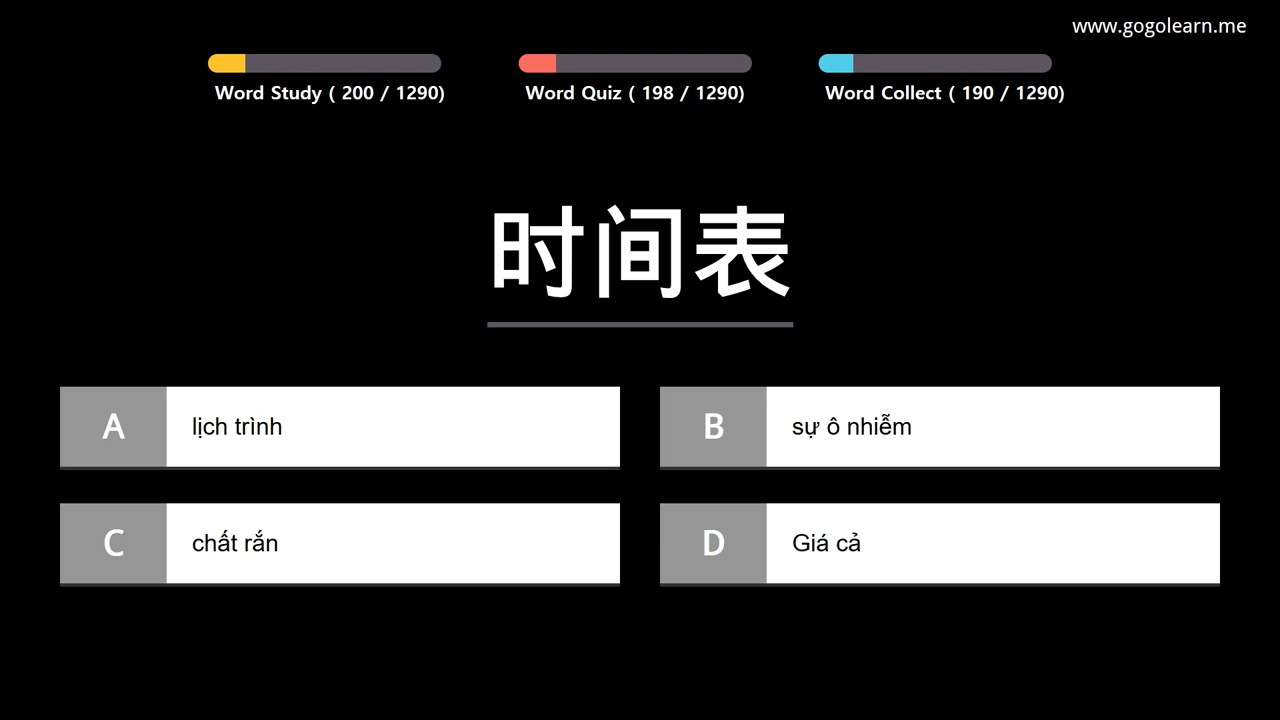 www.gogolearn.me
Word Study ( 200 / 1290)
Word Quiz ( 198 / 1290)
Word Collect ( 190 / 1290)
时间表
A
lịch trình
B
sự ô nhiễm
C
chất rắn
D
Giá cả